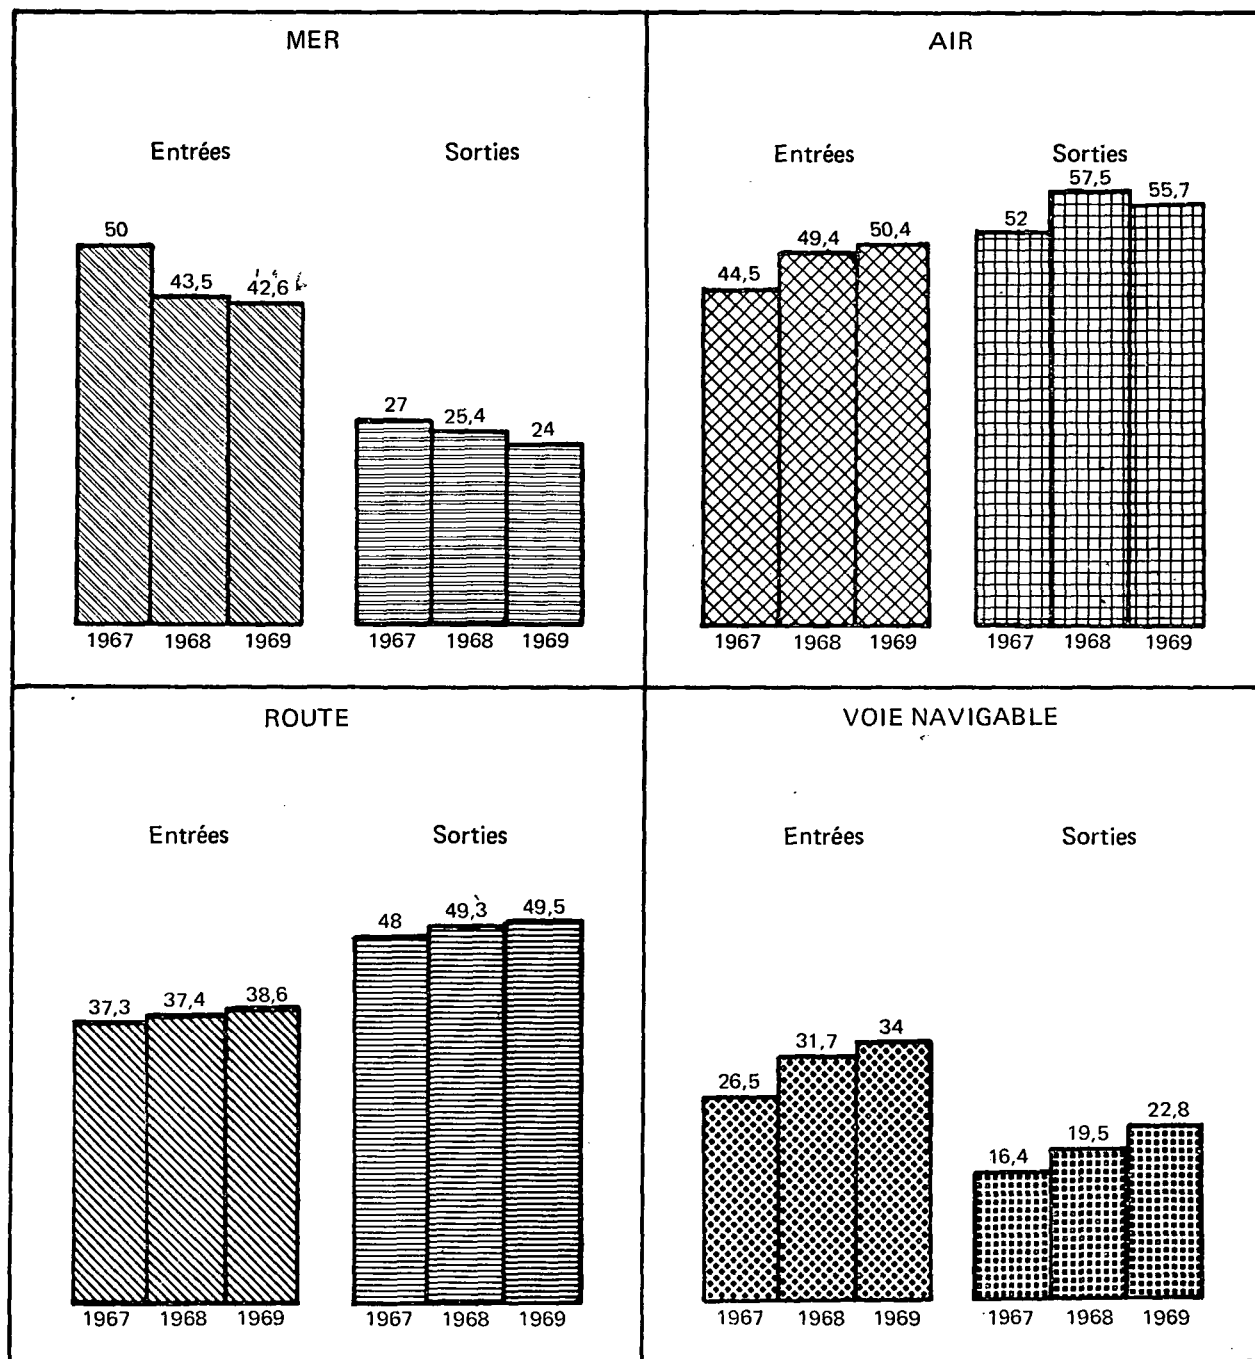 MER
Entrées
Sorties
50
43,5
42,6
27
25,4
24
1967 1968 1969
1967 1968 1969
AIR
Entrées
Sorties
44,5
49,4
50,4
52
57,5
55,7
1967 1968 1969
1967 1968 1969
ROUTE
Entrées
Sorties
37,3
37,4
38,6
48
49,3
49,5
1967 1968 1969
1967 1968 1969
VOIE NAVIGABLE
Entrées
Sorties
26,5
31,7
34
16,4
19,5
22,8
1967 1968 1969
1967 1968 1969